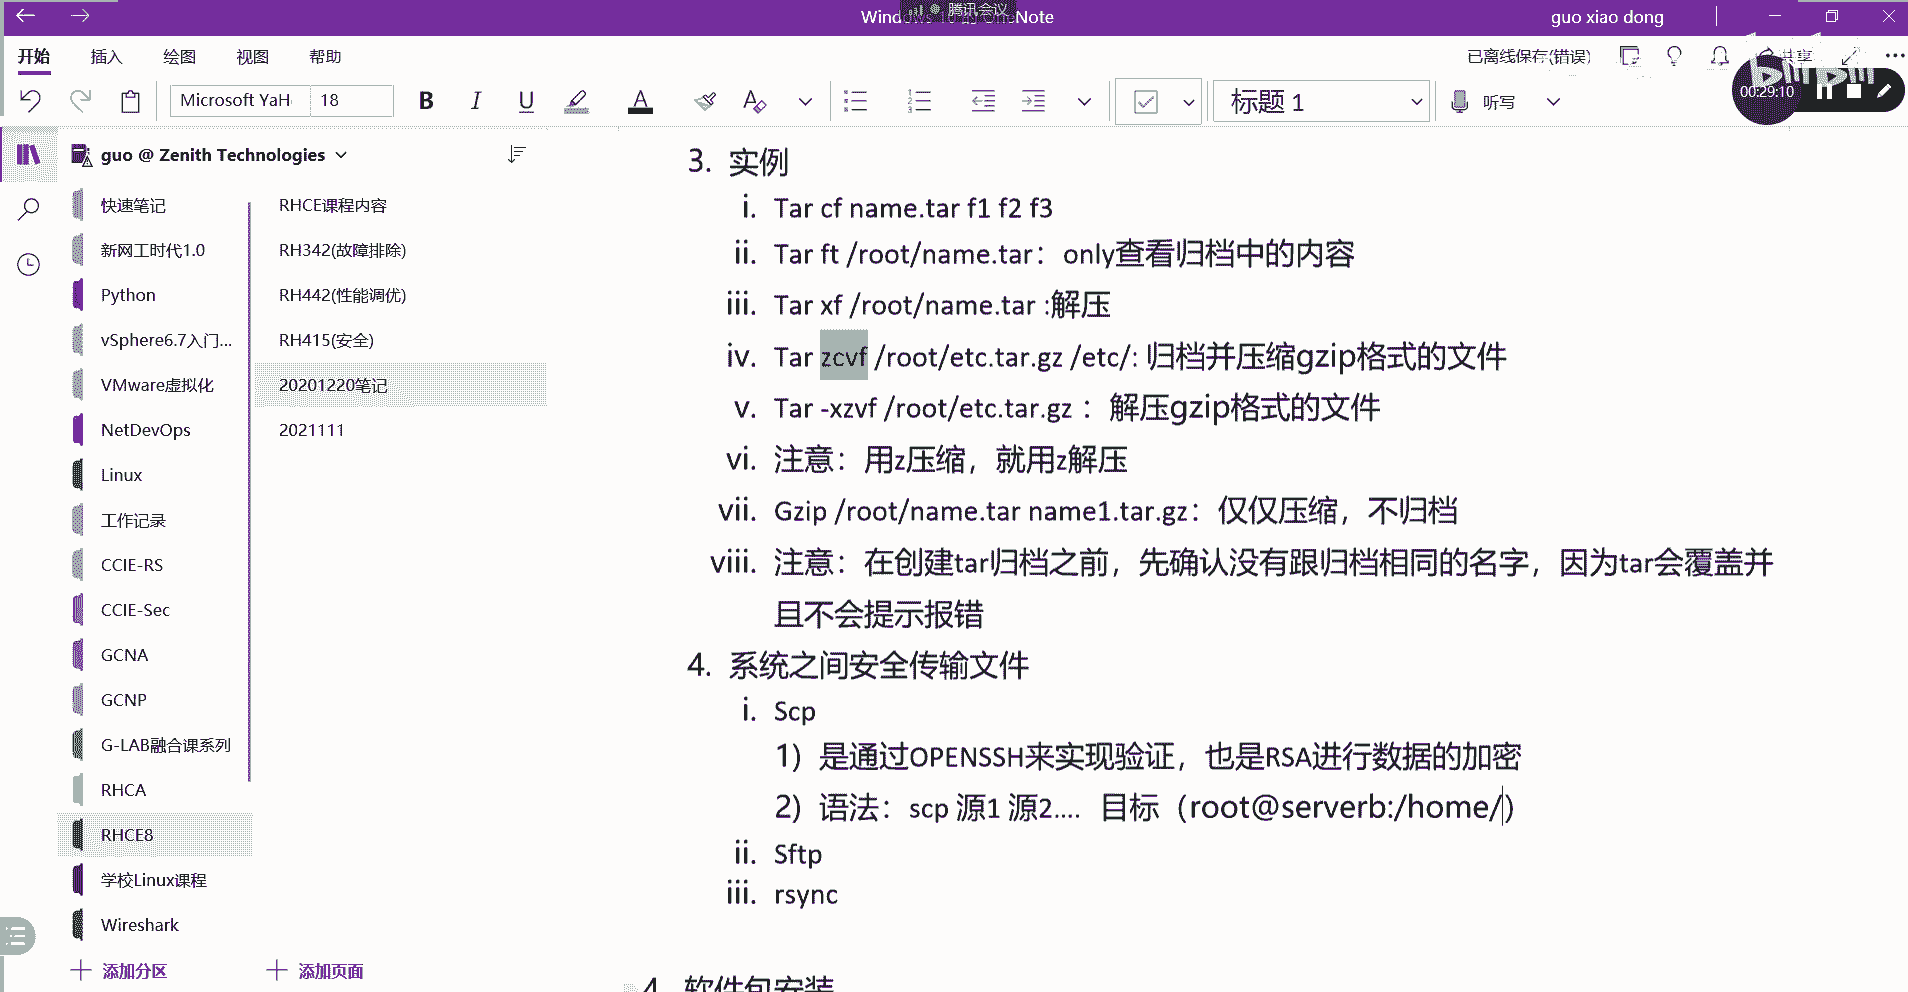 腾讯会议
guo xiao dong
开始 插入 绘图 视图 帮助
已离线保存(错误) 共享
00:29:10
Microsoft YaH 18
B I U A
标题 1
听写
guo @ Zenith Technologies
快速笔记
新网工时代1.0
Python
vSphere6.7入门...
VMware虚拟化
NetDevOps
Linux
工作记录
CCIE-RS
CCIE-Sec
GCNA
GCNP
G-LAB融合课系列
RHCA
RHCE8
学校Linux课程
Wireshark
添加分区
RHCE课程内容
RH342(故障排除)
RH442(性能调优)
RH415(安全)
20201220笔记
2021111
添加页面
3. 实例
i. Tar cf name.tar f1 f2 f3
ii. Tar ft /root/name.tar：only查看归档中的内容
iii. Tar xf /root/name.tar :解压
iv. Tar zcvf /root/etc.tar.gz /etc/: 归档并压缩gzip格式的文件
v. Tar -xzvf /root/etc.tar.gz ：解压gzip格式的文件
vi. 注意：用z压缩，就用z解压
vii. Gzip /root/name.tar name1.tar.gz：仅仅压缩，不归档
viii. 注意：在创建tar归档之前，先确认没有跟归档相同的名字，因为tar会覆盖并
且不会提示报错
4. 系统之间安全传输文件
i. Scp
1）是通过OPENSSH来实现验证，也是RSA进行数据的加密
2）语法：scp 源1 源2.... 目标（root@serverb:/home/）
ii. Sftp
iii. rsync
4. 软件包安装